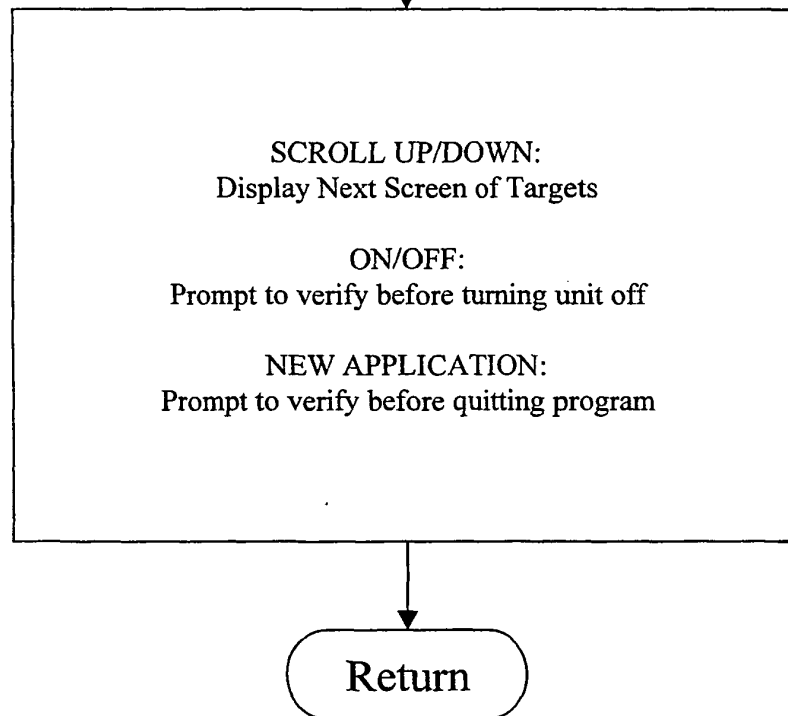 SCROLL UP/DOWN:
Display Next Screen of Targets
ON/OFF:
Prompt to verify before turning unit off
NEW APPLICATION:
Prompt to verify before quitting program
Return